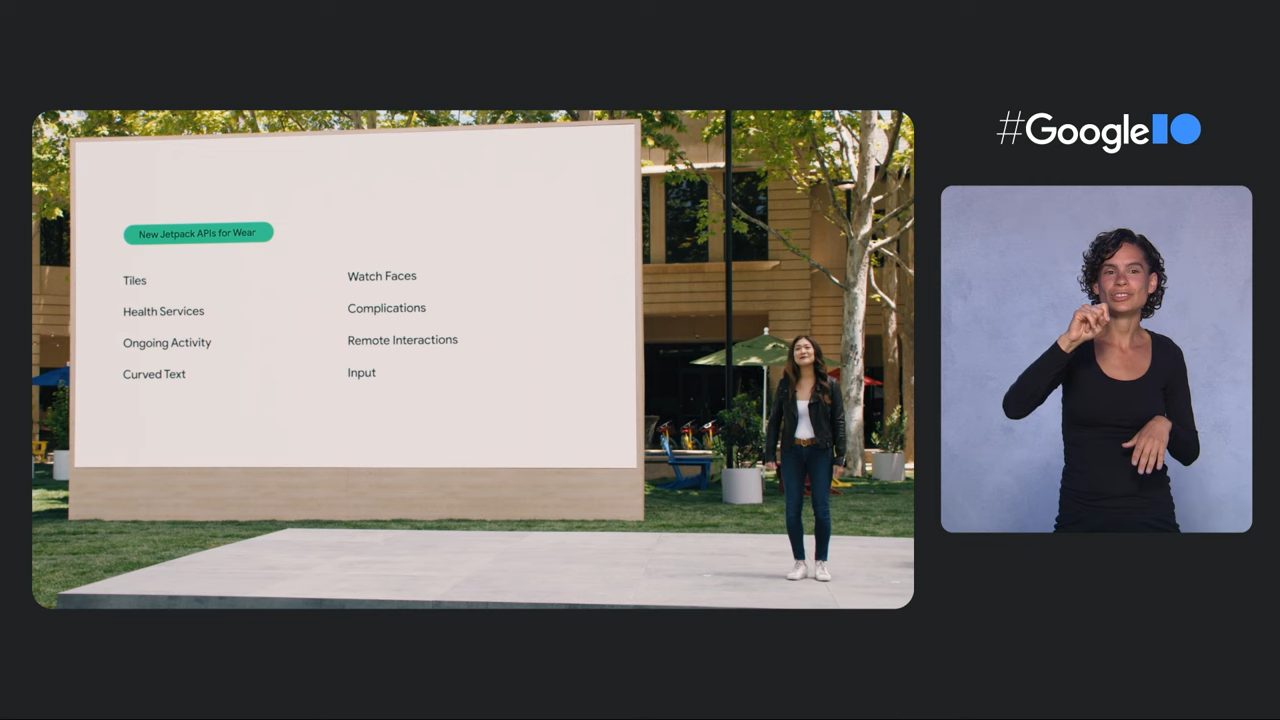 #GoogleIO
New Jetpack APIs for Wear
Tiles
Health Services
Ongoing Activity
Curved Text
Watch Faces
Complications
Remote Interactions
Input